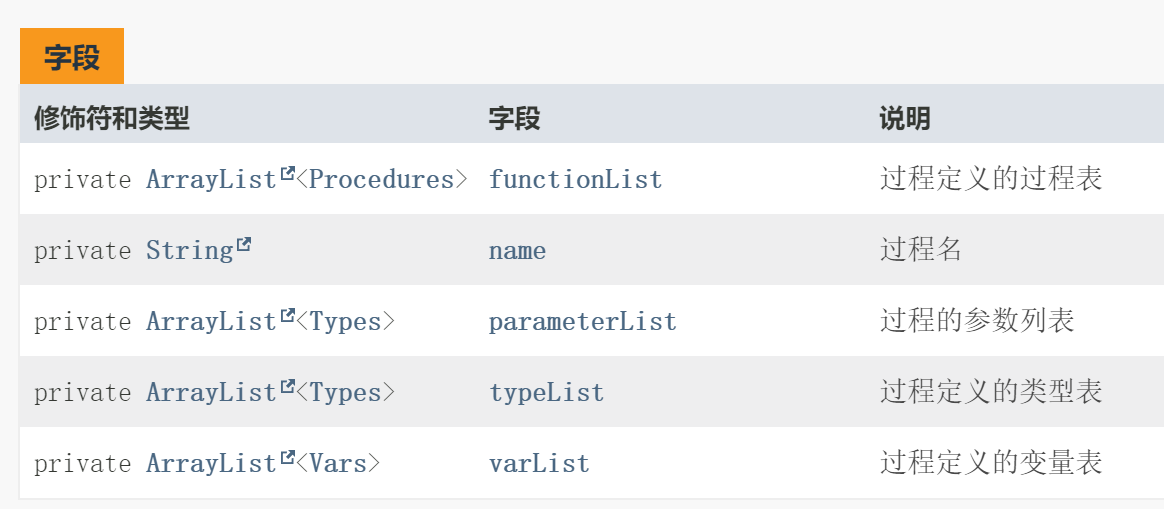 字段
修饰符和类型 字段 说明
private ArrayList<Procedures> functionList 过程定义的过程表
private String name 过程名
private ArrayList<Types> parameterList 过程的参数列表
private ArrayList<Types> typeList 过程定义的类型表
private ArrayList<Vars> varList 过程定义的变量表